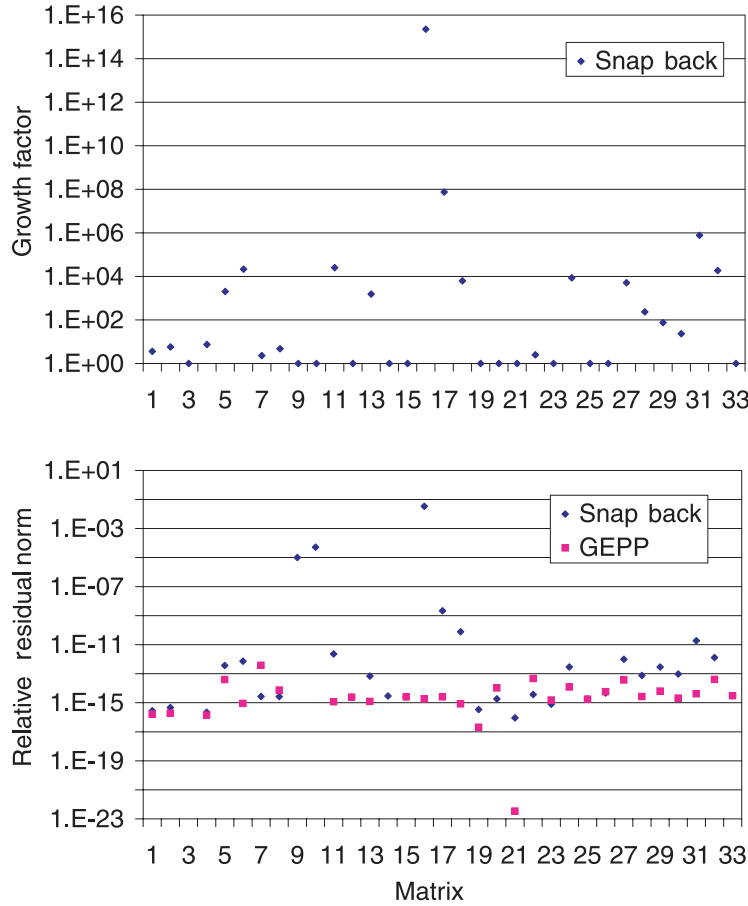 1.E+16
1.E+14
1.E+12
1.E+10
1.E+08
1.E+06
1.E+04
1.E+02
1.E+00
Growth factor
Snap back
1 3 5 7 9 11 13 15 17 19 21 23 25 27 29 31 33
1.E+01
1.E-03
1.E-07
1.E-11
1.E-15
1.E-19
1.E-23
Relative residual norm
Snap back
GEPP
1 3 5 7 9 11 13 15 17 19 21 23 25 27 29 31 33
Matrix